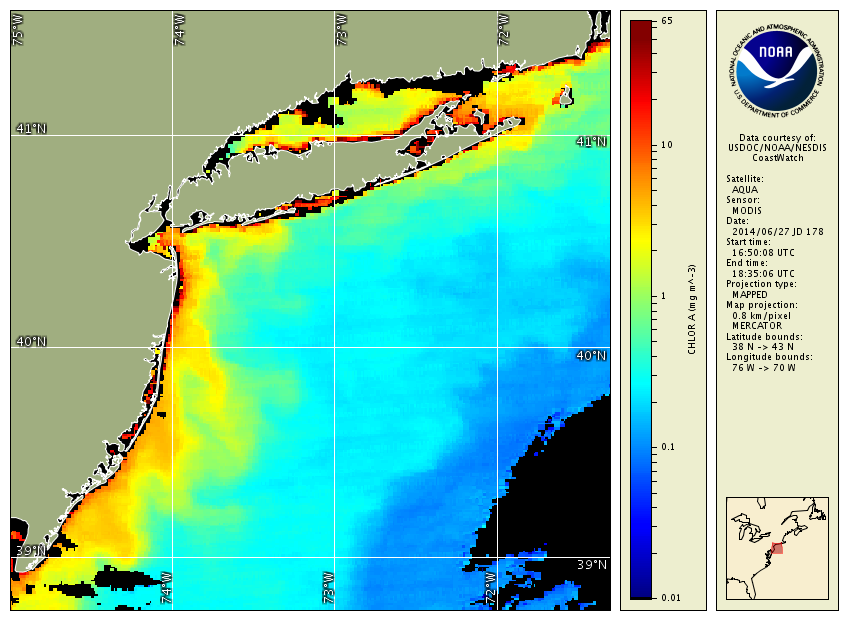 75°W
74°W
73°W
72°W
41°N
41°N
40°N
40°N
39°N
39°N
74°W
73°W
72°W
65
10
1
0.1
0.01
CHLOR A (mg m^-3)
NATIONAL OCEANIC AND ATMOSPHERIC ADMINISTRATION
NOAA
U.S. DEPARTMENT OF COMMERCE
Data courtesy of:
USDOC/NOAA/NESDIS
CoastWatch
Satellite:
AQUA
Sensor:
MODIS
Date:
2014/06/27 JD 178
Start time:
16:50:08 UTC
End time:
18:35:06 UTC
Projection type:
MAPPED
Map projection:
0.8 km/pixel
MERCATOR
Latitude bounds:
38 N -> 43 N
Longitude bounds:
76 W -> 70 W